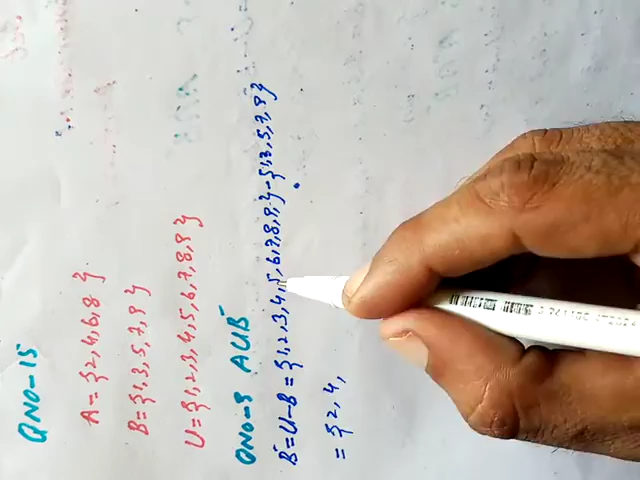 QNO-15
A = {2,4,6,8}
B = {1,3,5,7,9}
U = {1,2,3,4,5,6,7,8,9}
QNO-3 AUB⁻
B⁻ = U-B = {1,2,3,4,5,6,7,8,9}-{1,3,5,7,9}
= {2,4,